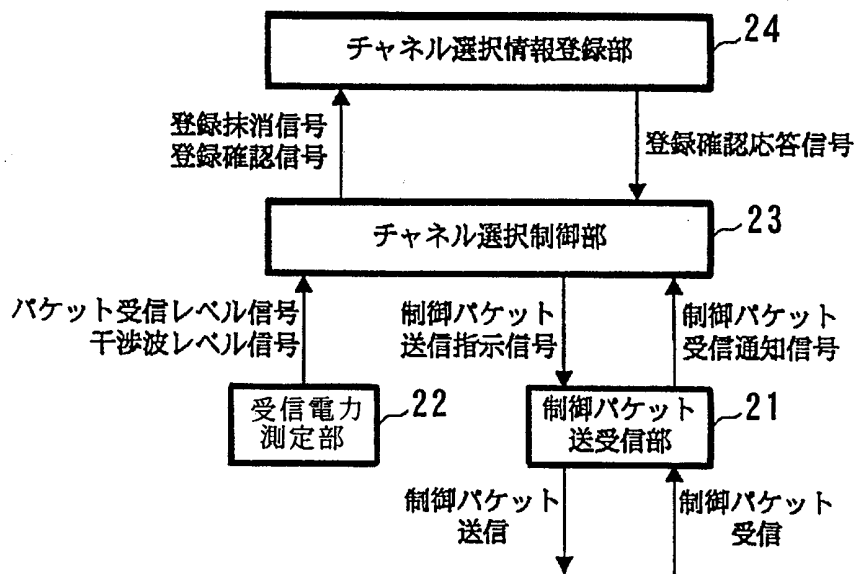 チャネル選択情報登録部
24
登録抹消信号
登録確認信号
登録確認応答信号
チャネル選択制御部
23
パケット受信レベル信号
干渉波レベル信号
制御パケット
送信指示信号
制御パケット
受信通知信号
受信電力
測定部
22
制御パケット
送受信部
21
制御パケット
送信
制御パケット
受信